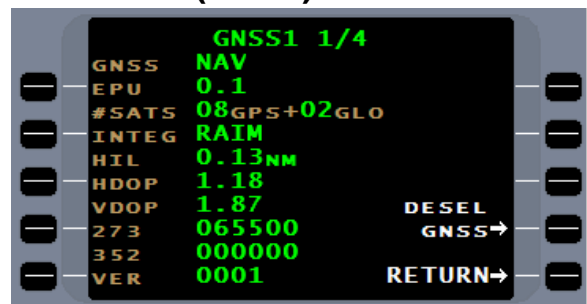 GNSS1 1/4
GNSS NAV
EPU 0.1
#SATS 08GPS+02GLO
INTEG RAIM
HIL 0.13NM
HDOP 1.18
VDOP 1.87 DESEL
273 065500 GNSS→
352 000000
VER 0001 RETURN→